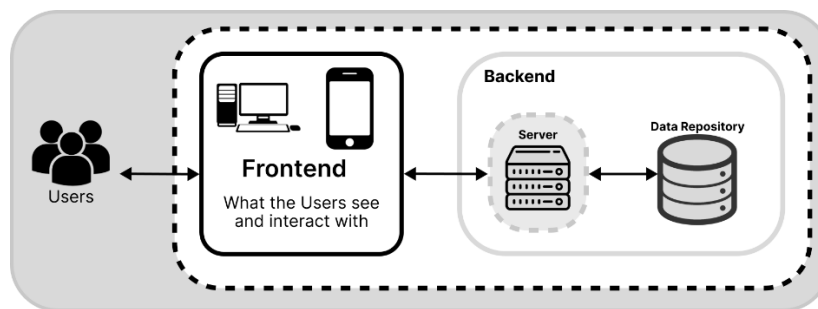 Users
Frontend
What the Users see
and interact with
Backend
Server
Data Repository